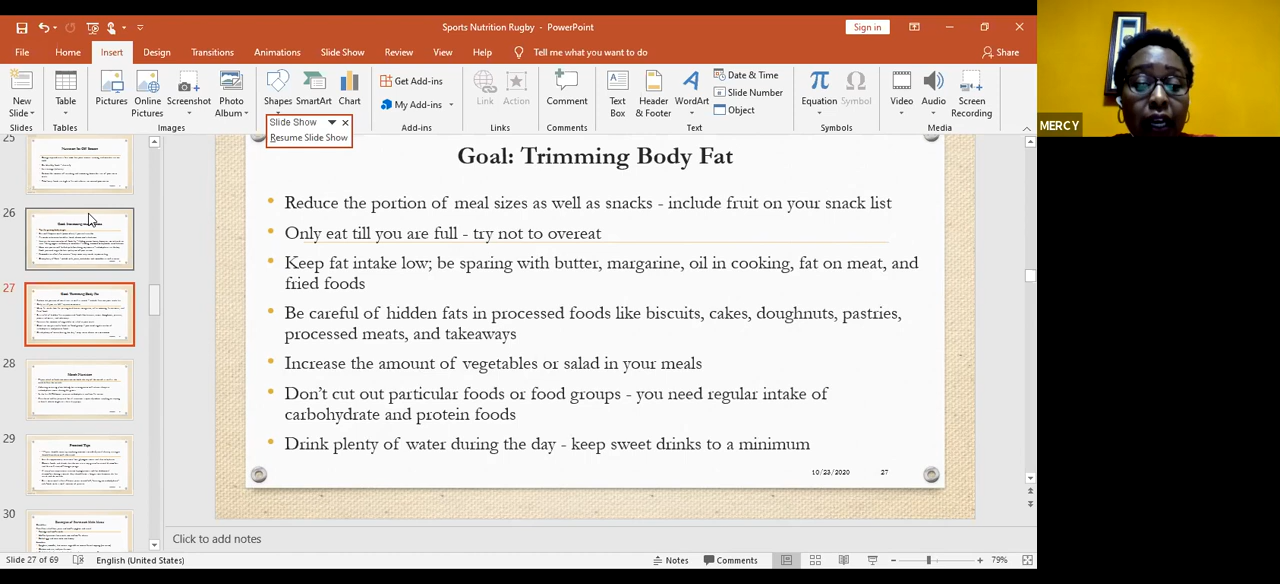 Sports Nutrition Rugby - PowerPoint
Sign in
File Home Insert Design Transitions Animations Slide Show Review View Help Tell me what you want to do Share
New Slide
Table
Pictures
Online Pictures
Screenshot
Photo Album
Shapes
SmartArt
Chart
Get Add-ins
My Add-ins
Link
Action
Comment
Text Box
Header & Footer
WordArt
Date & Time
Slide Number
Object
Equation
Symbol
Video
Audio
Screen Recording
Slides Tables Images Add-ins Links Comments Text Symbols Media
Slide Show
Resume Slide Show
MERCY
25
26
27
28
29
30
Goal: Trimming Body Fat
Reduce the portion of meal sizes as well as snacks - include fruit on your snack list
Only eat till you are full - try not to overeat
Keep fat intake low; be sparing with butter, margarine, oil in cooking, fat on meat, and
fried foods
Be careful of hidden fats in processed foods like biscuits, cakes, doughnuts, pastries,
processed meats, and takeaways
Increase the amount of vegetables or salad in your meals
Don't cut out particular foods or food groups - you need regular intake of
carbohydrate and protein foods
Drink plenty of water during the day - keep sweet drinks to a minimum
10/23/2020 27
Click to add notes
Slide 27 of 69 English (United States) Notes Comments 79%